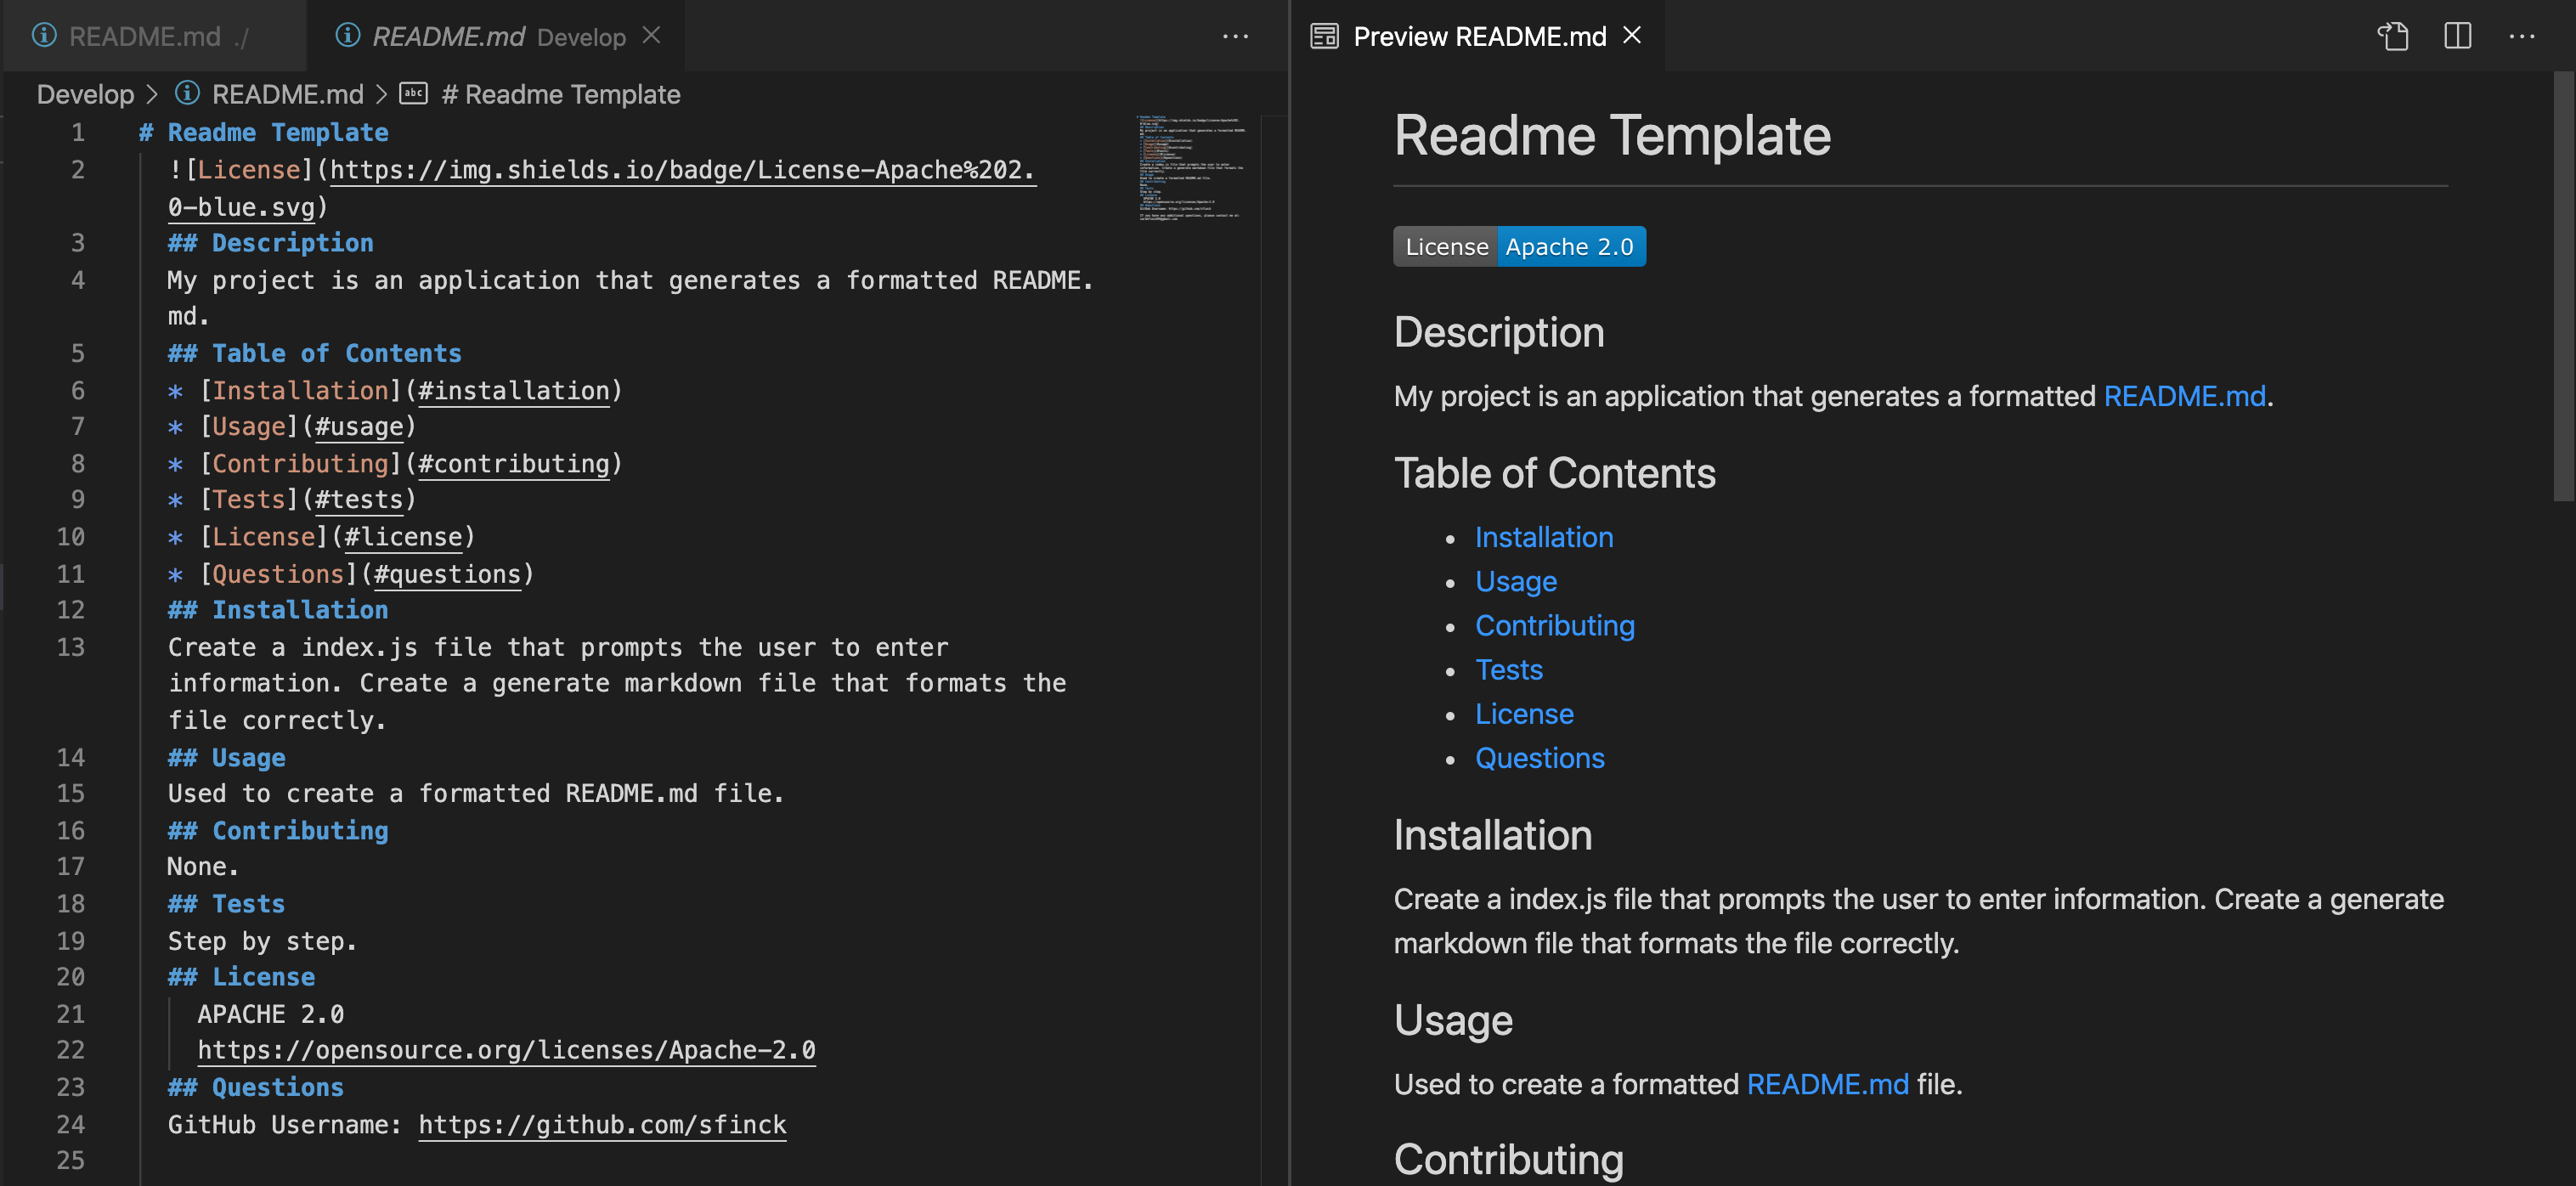 README.md ./
README.md Develop
Develop > README.md > # Readme Template
1 # Readme Template
2 ![License](https://img.shields.io/badge/License-Apache%202.
0-blue.svg)
3 ## Description
4 My project is an application that generates a formatted README.
md.
5 ## Table of Contents
6 * [Installation](#installation)
7 * [Usage](#usage)
8 * [Contributing](#contributing)
9 * [Tests](#tests)
10 * [License](#license)
11 * [Questions](#questions)
12 ## Installation
13 Create a index.js file that prompts the user to enter
information. Create a generate markdown file that formats the
file correctly.
14 ## Usage
15 Used to create a formatted README.md file.
16 ## Contributing
17 None.
18 ## Tests
19 Step by step.
20 ## License
21 APACHE 2.0
22 https://opensource.org/licenses/Apache-2.0
23 ## Questions
24 GitHub Username: https://github.com/sfinck
25
Preview README.md
Readme Template
License Apache 2.0
Description
My project is an application that generates a formatted README.md.
Table of Contents
• Installation
• Usage
• Contributing
• Tests
• License
• Questions
Installation
Create a index.js file that prompts the user to enter information. Create a generate
markdown file that formats the file correctly.
Usage
Used to create a formatted README.md file.
Contributing